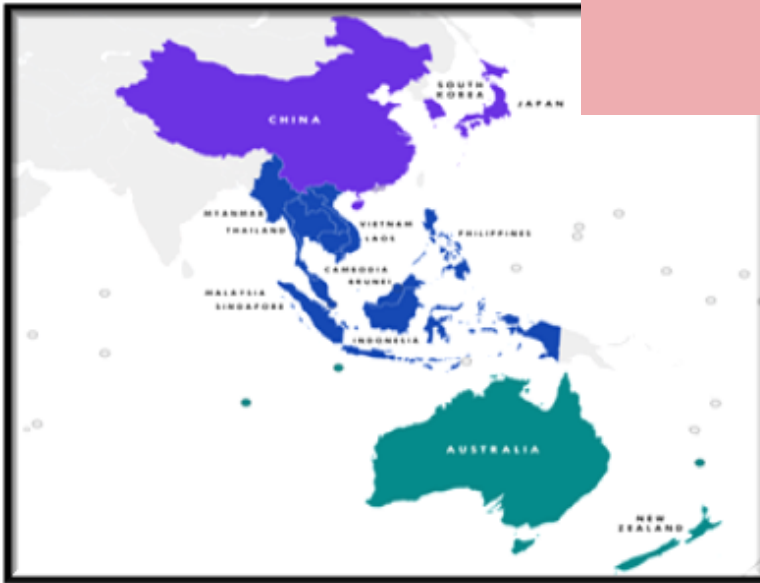 SOUTH
KOREA
JAPAN
CHINA
MYANMAR
THAILAND
VIETNAM
LAOS
PHILIPPINES
CAMBODIA
BRUNEI
MALAYSIA
SINGAPORE
INDONESIA
AUSTRALIA
NEW
ZEALAND